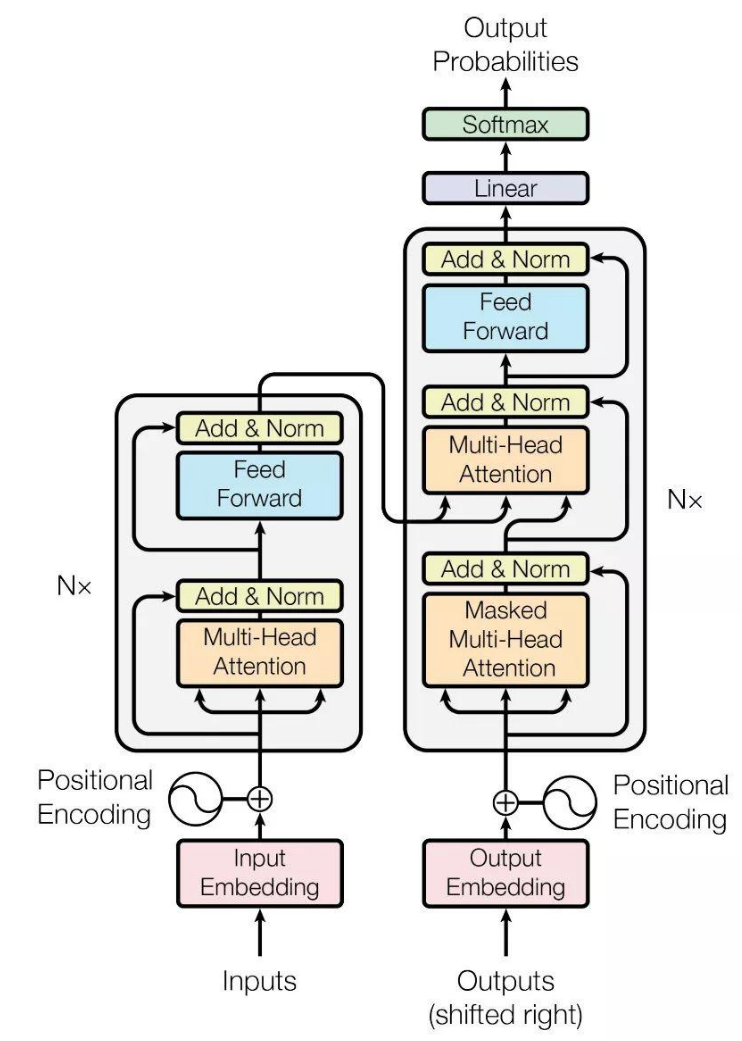 Output
Probabilities
Softmax
Linear
Add & Norm
Feed
Forward
Add & Norm
Multi-Head
Attention
Nx
Add & Norm
Masked
Multi-Head
Attention
Positional
Encoding
Output
Embedding
Outputs
(shifted right)
Add & Norm
Feed
Forward
Nx
Add & Norm
Multi-Head
Attention
Positional
Encoding
Input
Embedding
Inputs